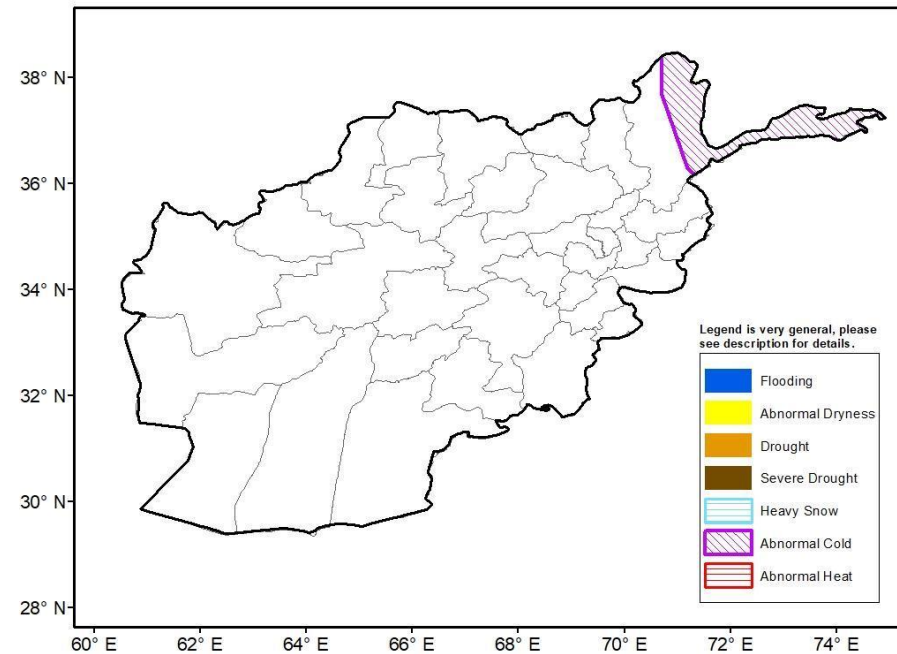 38° N
36° N
34° N
32° N
30° N
28° N
60° E 62° E 64° E 66° E 68° E 70° E 72° E 74° E
Legend is very general, please
see description for details.
Flooding
Abnormal Dryness
Drought
Severe Drought
Heavy Snow
Abnormal Cold
Abnormal Heat